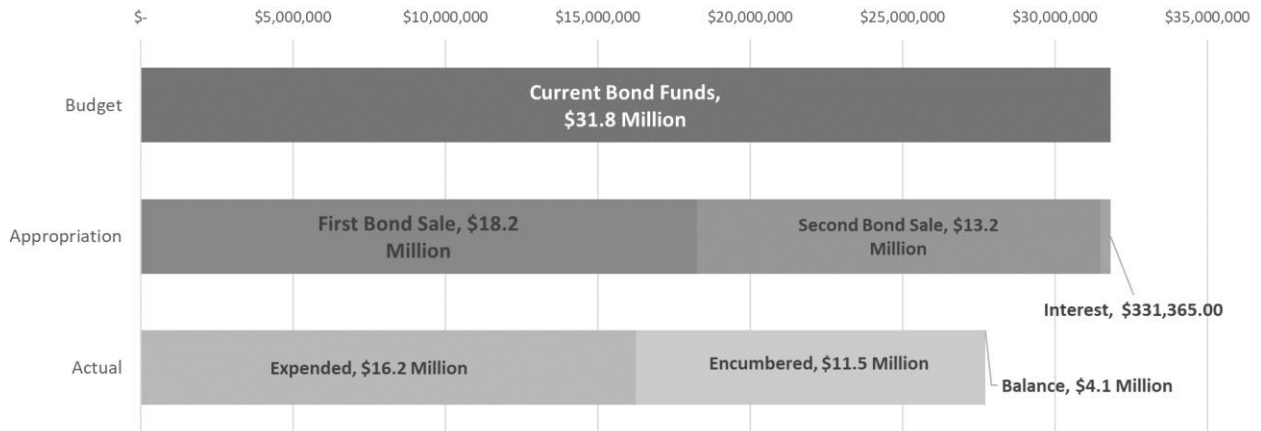 $- $5,000,000 $10,000,000 $15,000,000 $20,000,000 $25,000,000 $30,000,000 $35,000,000
Budget
Current Bond Funds,
$31.8 Million
Appropriation
First Bond Sale, $18.2
Million
Second Bond Sale, $13.2
Million
Interest, $331,365.00
Actual
Expended, $16.2 Million
Encumbered, $11.5 Million
Balance, $4.1 Million